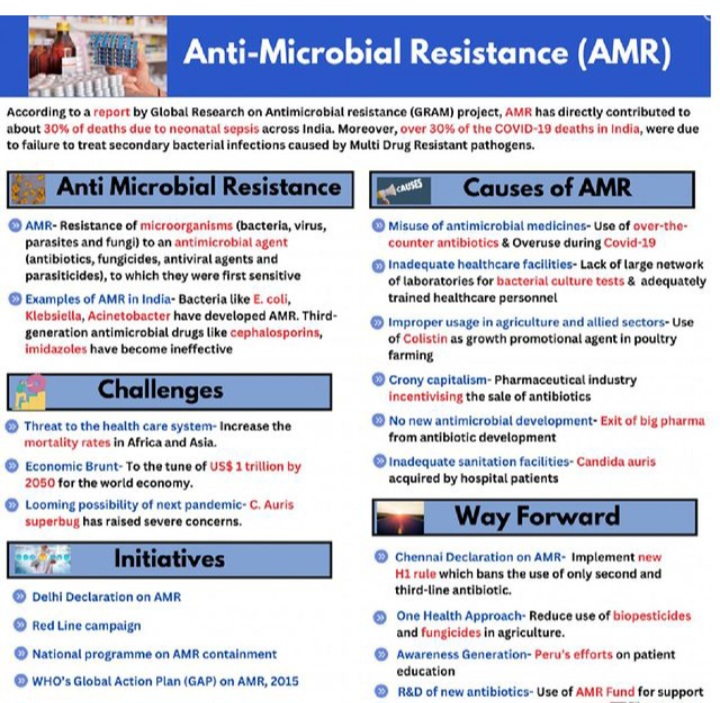 Anti-Microbial Resistance (AMR)
According to a report by Global Research on Antimicrobial resistance (GRAM) project, AMR has directly contributed to
about 30% of deaths due to neonatal sepsis across India. Moreover, over 30% of the COVID-19 deaths in India, were due
to failure to treat secondary bacterial infections caused by Multi Drug Resistant pathogens.
Anti Microbial Resistance
AMR- Resistance of microorganisms (bacteria, virus,
parasites and fungi) to an antimicrobial agent
(antibiotics, fungicides, antiviral agents and
parasiticides), to which they were first sensitive
Examples of AMR in India- Bacteria like E. coli,
Klebsiella, Acinetobacter have developed AMR. Third-
generation antimicrobial drugs like cephalosporins,
imidazoles have become ineffective
Challenges
Threat to the health care system- Increase the
mortality rates in Africa and Asia.
Economic Brunt- To the tune of US$ 1 trillion by
2050 for the world economy.
Looming possibility of next pandemic- C. Auris
superbug has raised severe concerns.
Initiatives
Delhi Declaration on AMR
Red Line campaign
National programme on AMR containment
WHO's Global Action Plan (GAP) on AMR, 2015
CAUSES
Causes of AMR
Misuse of antimicrobial medicines- Use of over-the-
counter antibiotics & Overuse during Covid-19
Inadequate healthcare facilities- Lack of large network
of laboratories for bacterial culture tests & adequately
trained healthcare personnel
Improper usage in agriculture and allied sectors- Use
of Colistin as growth promotional agent in poultry
farming
Crony capitalism- Pharmaceutical industry
incentivising the sale of antibiotics
No new antimicrobial development- Exit of big pharma
from antibiotic development
Inadequate sanitation facilities- Candida auris
acquired by hospital patients
Way Forward
Chennai Declaration on AMR- Implement new
H1 rule which bans the use of only second and
third-line antibiotic.
One Health Approach- Reduce use of biopesticides
and fungicides in agriculture.
Awareness Generation- Peru's efforts on patient
education
R&D of new antibiotics- Use of AMR Fund for support